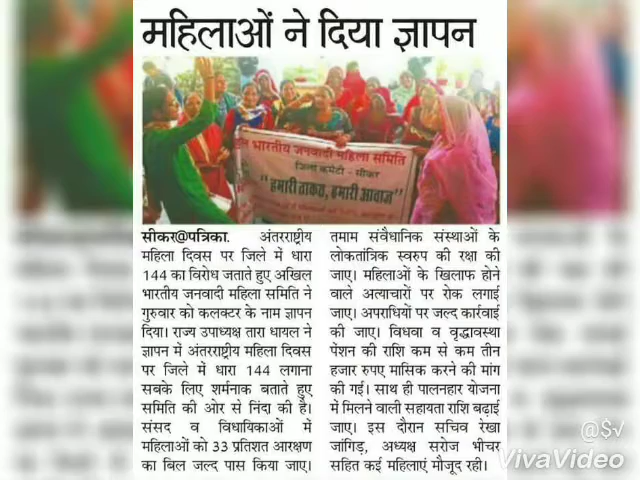 महिलाओं ने दिया ज्ञापन
भारतीय जनवादी महिला समिति
जिला कमेटी - सीकर
"हमारी ताकत, हमारी आवाज"
सीकर@पत्रिका. अंतरराष्ट्रीय
महिला दिवस पर जिले में धारा
144 का विरोध जताते हुए अखिल
भारतीय जनवादी महिला समिति ने
गुरुवार को कलक्टर के नाम ज्ञापन
दिया। राज्य उपाध्यक्ष तारा धायल ने
ज्ञापन में अंतरराष्ट्रीय महिला दिवस
पर जिले में धारा 144 लगाना
सबके लिए शर्मनाक बताते हुए
समिति की ओर से निंदा की है।
संसद व विधायिकाओं में
महिलाओं को 33 प्रतिशत आरक्षण
का बिल जल्द पास किया जाए।
तमाम संवैधानिक संस्थाओं के
लोकतांत्रिक स्वरुप की रक्षा की
जाए। महिलाओं के खिलाफ होने
वाले अत्याचारों पर रोक लगाई
जाए। अपराधियों पर जल्द कार्रवाई
की जाए। विधवा व वृद्धावस्था
पेंशन की राशि कम से कम तीन
हजार रुपए मासिक करने की मांग
की गई। साथ ही पालनहार योजना
में मिलने वाली सहायता राशि बढ़ाई
जाए। इस दौरान सचिव रेखा
जांगिड़, अध्यक्ष सरोज भीचर
सहित कई महिलाएं मौजूद रही।
@$√
VivaVideo